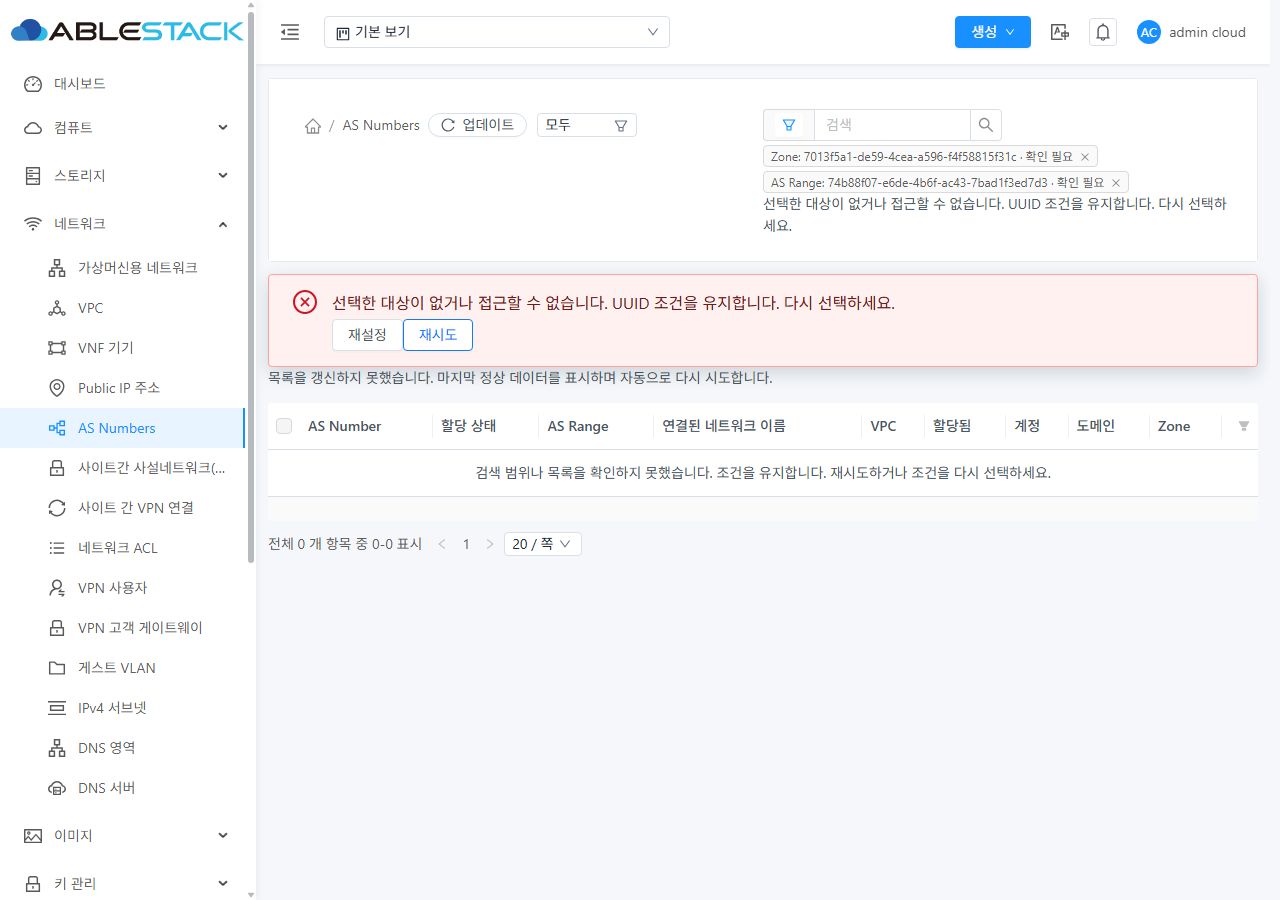 ABLESTACK
기본 보기
생성
AC
admin cloud
대시보드
컴퓨트
스토리지
네트워크
가상머신용 네트워크
VPC
VNF 기기
Public IP 주소
AS Numbers
사이트간 사설네트워크(...
사이트 간 VPN 연결
네트워크 ACL
VPN 사용자
VPN 고객 게이트웨이
게스트 VLAN
IPv4 서브넷
DNS 영역
DNS 서버
이미지
키 관리
/ AS Numbers
업데이트
모두
검색
Zone: 7013f5a1-de59-4cea-a596-f4f58815f31c · 확인 필요
AS Range: 74b88f07-e6de-4b6f-ac43-7bad1f3ed7d3 · 확인 필요
선택한 대상이 없거나 접근할 수 없습니다. UUID 조건을 유지합니다. 다시 선택하
세요.
선택한 대상이 없거나 접근할 수 없습니다. UUID 조건을 유지합니다. 다시 선택하세요.
재설정
재시도
목록을 갱신하지 못했습니다. 마지막 정상 데이터를 표시하며 자동으로 다시 시도합니다.
AS Number 할당 상태 AS Range 연결된 네트워크 이름 VPC 할당됨 계정 도메인 Zone
검색 범위나 목록을 확인하지 못했습니다. 조건을 유지합니다. 재시도하거나 조건을 다시 선택하세요.
전체 0 개 항목 중 0-0 표시 < 1 > 20 / 쪽